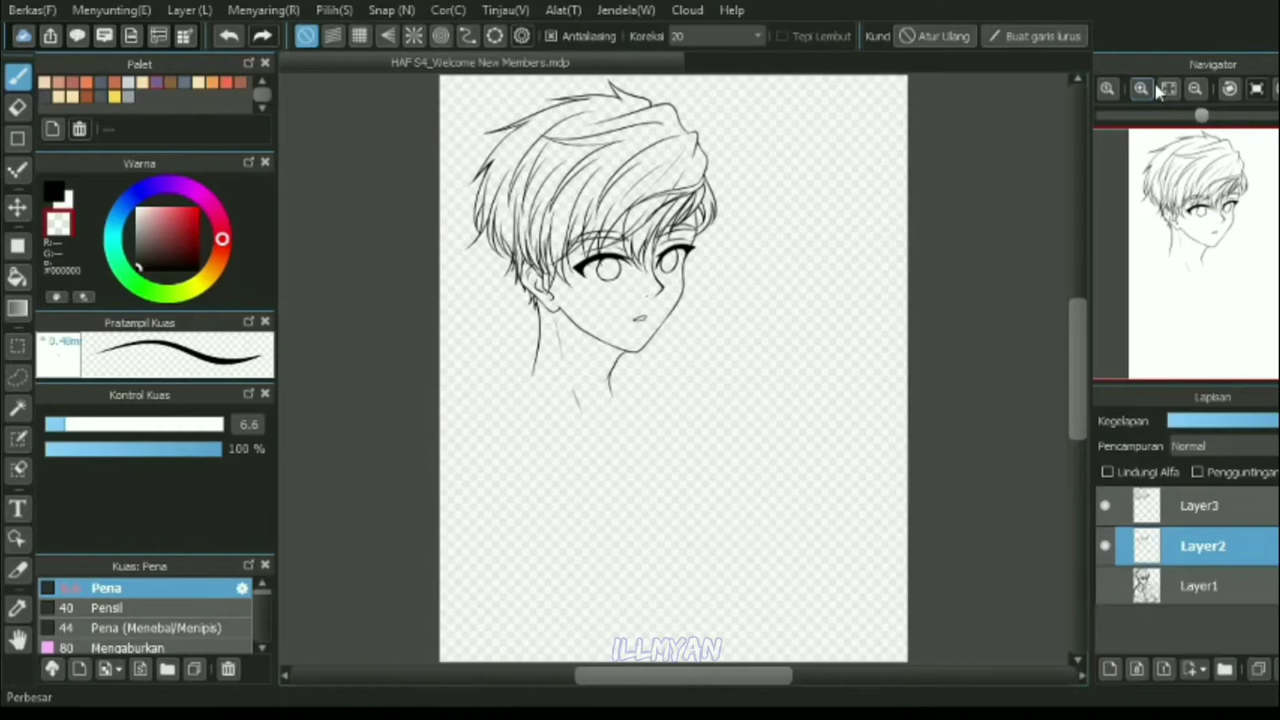 Berkas(F) Menyunting(E) Layer (L) Menyaring(R) Pilih(S) Snap (N) Cor(C) Tinjau(V) Alat(T) Jendela(W) Cloud Help
Antialiasing Koreksi 20 Tepi Lembut Kund Atur Ulang Buat garis lurus
Palet
HAF S4_Welcome New Members.mdp
Navigator
---
Warna
R:---
G:---
#000000
Pratampil Kuas
Kontrol Kuas
6.6
100 %
Kuas: Pena
Pena
40 Pensil
44 Pena (Menebal/Menipis)
80 Mengaburkan
Lapisan
Kegelapan
Pencampuran Normal
Lindungi Alfa Penggunting
Layer3
Layer2
Layer1
ILLMYAN
Perbesar